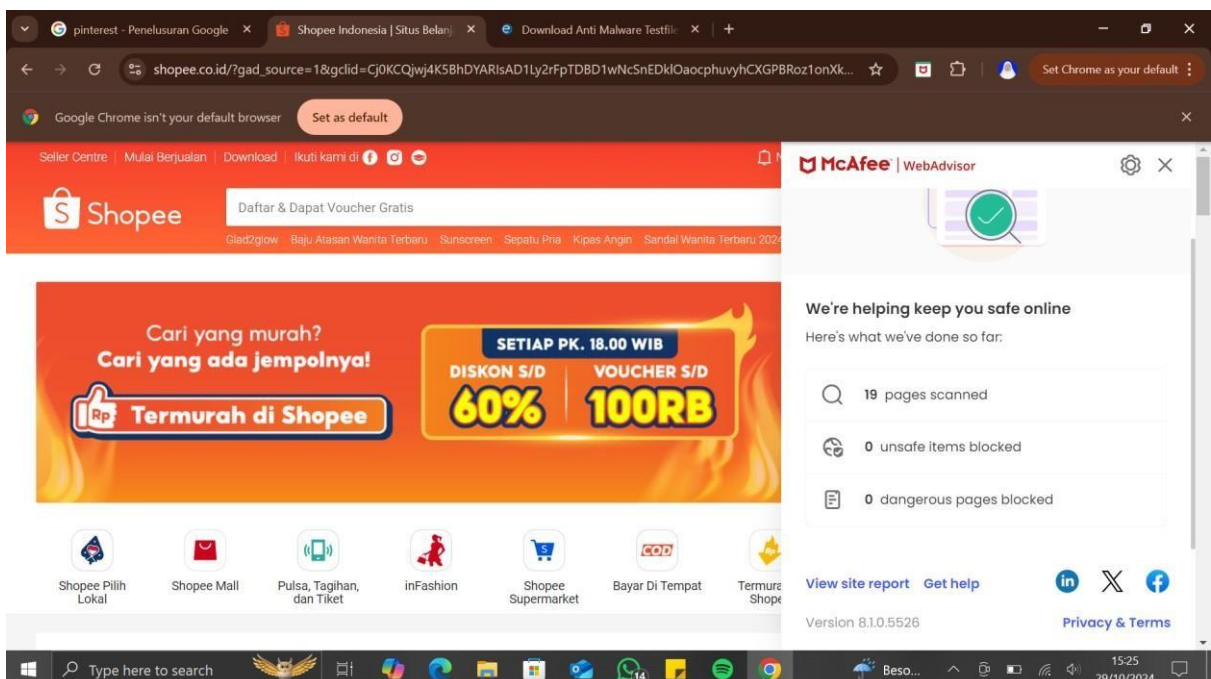 pinterest - Penelusuran Google
Shopee Indonesia | Situs Belanj
Download Anti Malware Testfile
shopee.co.id/?gad_source=1&gclid=Cj0KCQjwj4K5BhDYARIsAD1Ly2rFpTDBD1wNcSnEDklOaocphuvyhCXGPBRoz1onXk...
Set Chrome as your default
Google Chrome isn't your default browser
Set as default
Seller Centre | Mulai Berjualan | Download | Ikuti kami di
McAfee | WebAdvisor
S Shopee
Daftar & Dapat Voucher Gratis
Glad2glow Baju Atasan Wanita Terbaru Sunscreen Sepatu Pria Kipas Angin Sandal Wanita Terbaru 2024
Cari yang murah?
Cari yang ada jempolnya!
Rp Termurah di Shopee
SETIAP PK. 18.00 WIB
DISKON S/D VOUCHER S/D
60% 100RB
We're helping keep you safe online
Here's what we've done so far:
19 pages scanned
0 unsafe items blocked
0 dangerous pages blocked
COD
Shopee Pilih
Lokal
Shopee Mall
Pulsa, Tagihan,
dan Tiket
inFashion
Shopee
Supermarket
Bayar Di Tempat
Termura
Shope
View site report Get help
Version 8.1.0.5526
Privacy & Terms
Type here to search
14
Beso...
15:25
29/10/2024